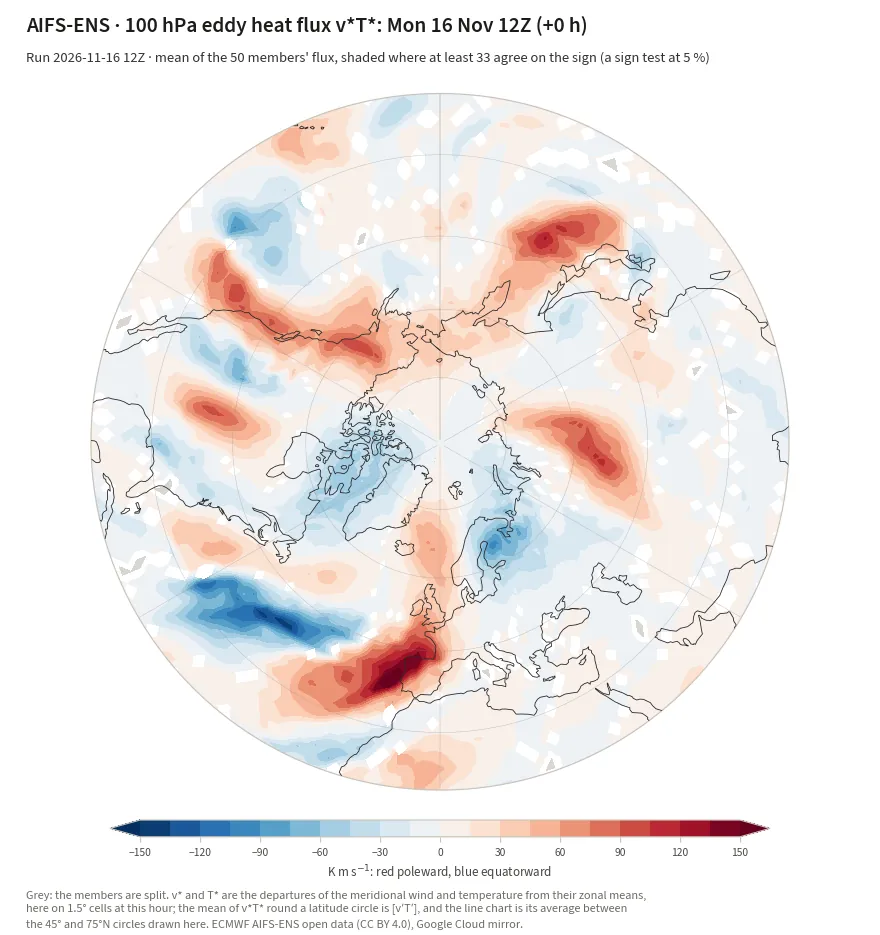 AIFS-ENS · 100 hPa eddy heat flux v*T*: Mon 16 Nov 12Z (+0 h)
Run 2026-11-16 12Z · mean of the 50 members' flux, shaded where at least 33 agree on the sign (a sign test at 5 %)
−150 −120 −90 −60 −30 0 30 60 90 120 150
K m s⁻¹: red poleward, blue equatorward
Grey: the members are split. v* and T* are the departures of the meridional wind and temperature from their zonal means,
here on 1.5° cells at this hour; the mean of v*T* round a latitude circle is [v′T′], and the line chart is its average between
the 45° and 75°N circles drawn here. ECMWF AIFS-ENS open data (CC BY 4.0), Google Cloud mirror.